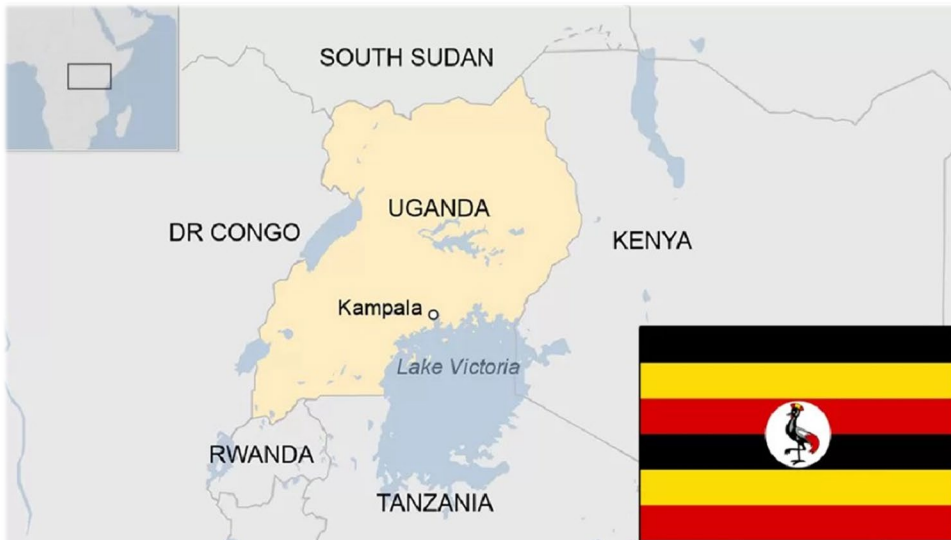 SOUTH SUDAN
UGANDA
DR CONGO
KENYA
Kampala
Lake Victoria
RWANDA
TANZANIA